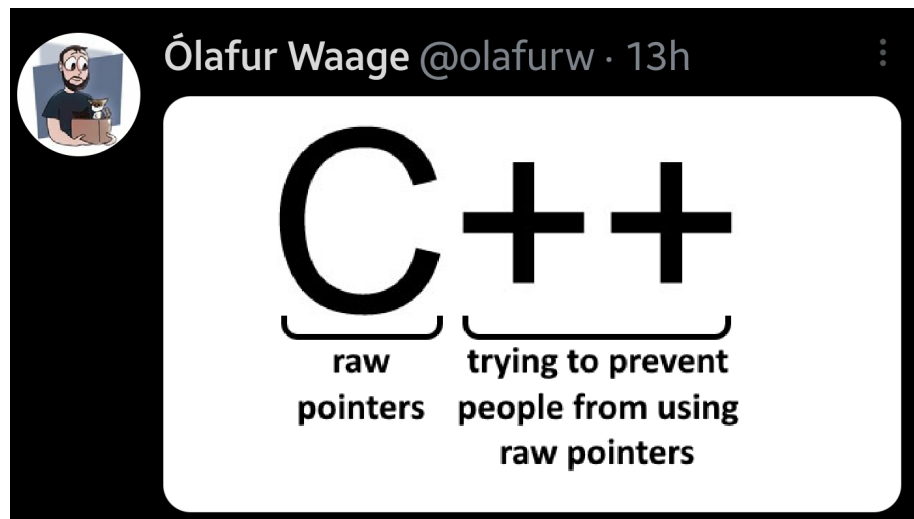 Ólafur Waage @olafurw · 13h
C++
raw
pointers
trying to prevent
people from using
raw pointers